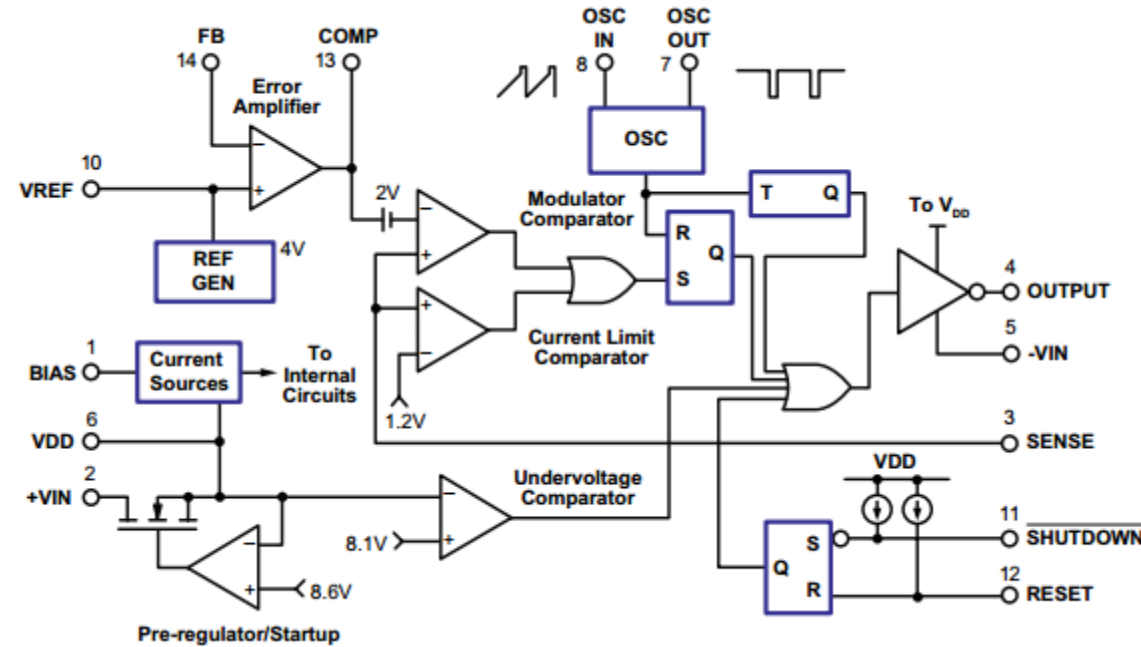 FB
14
COMP
13
OSC
IN
8
OSC
OUT
7
Error
Amplifier
−
+
10
VREF
REF
GEN
4V
2V
−
+
Modulator
Comparator
OSC
T Q
R
Q
S
To VDD
4
OUTPUT
5
-VIN
+
−
Current Limit
Comparator
1.2V
1
BIAS
Current
Sources
To
Internal
Circuits
6
VDD
2
+VIN
3
SENSE
VDD
Undervoltage
Comparator
−
+
8.1V
−
+
8.6V
S
Q
R
11
SHUTDOWN
12
RESET
Pre-regulator/Startup